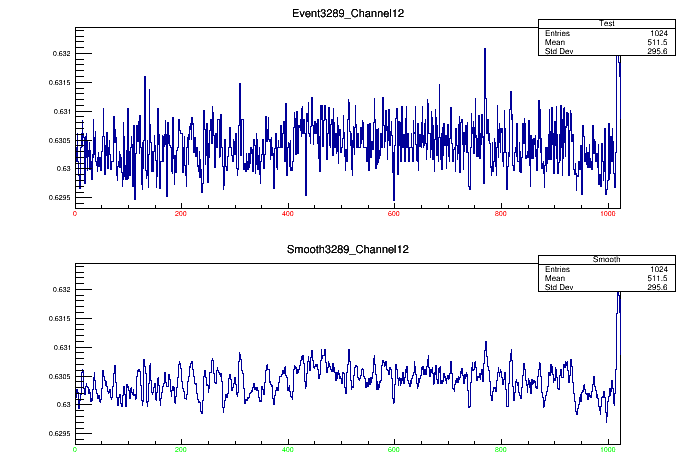 Event3289_Channel12
Test
Entries 1024
Mean 511.5
Std Dev 295.6
0.632
0.6315
0.631
0.6305
0.63
0.6295
0 200 400 600 800 1000
Smooth3289_Channel12
Smooth
Entries 1024
Mean 511.5
Std Dev 295.6
0.632
0.6315
0.631
0.6305
0.63
0.6295
0 200 400 600 800 1000